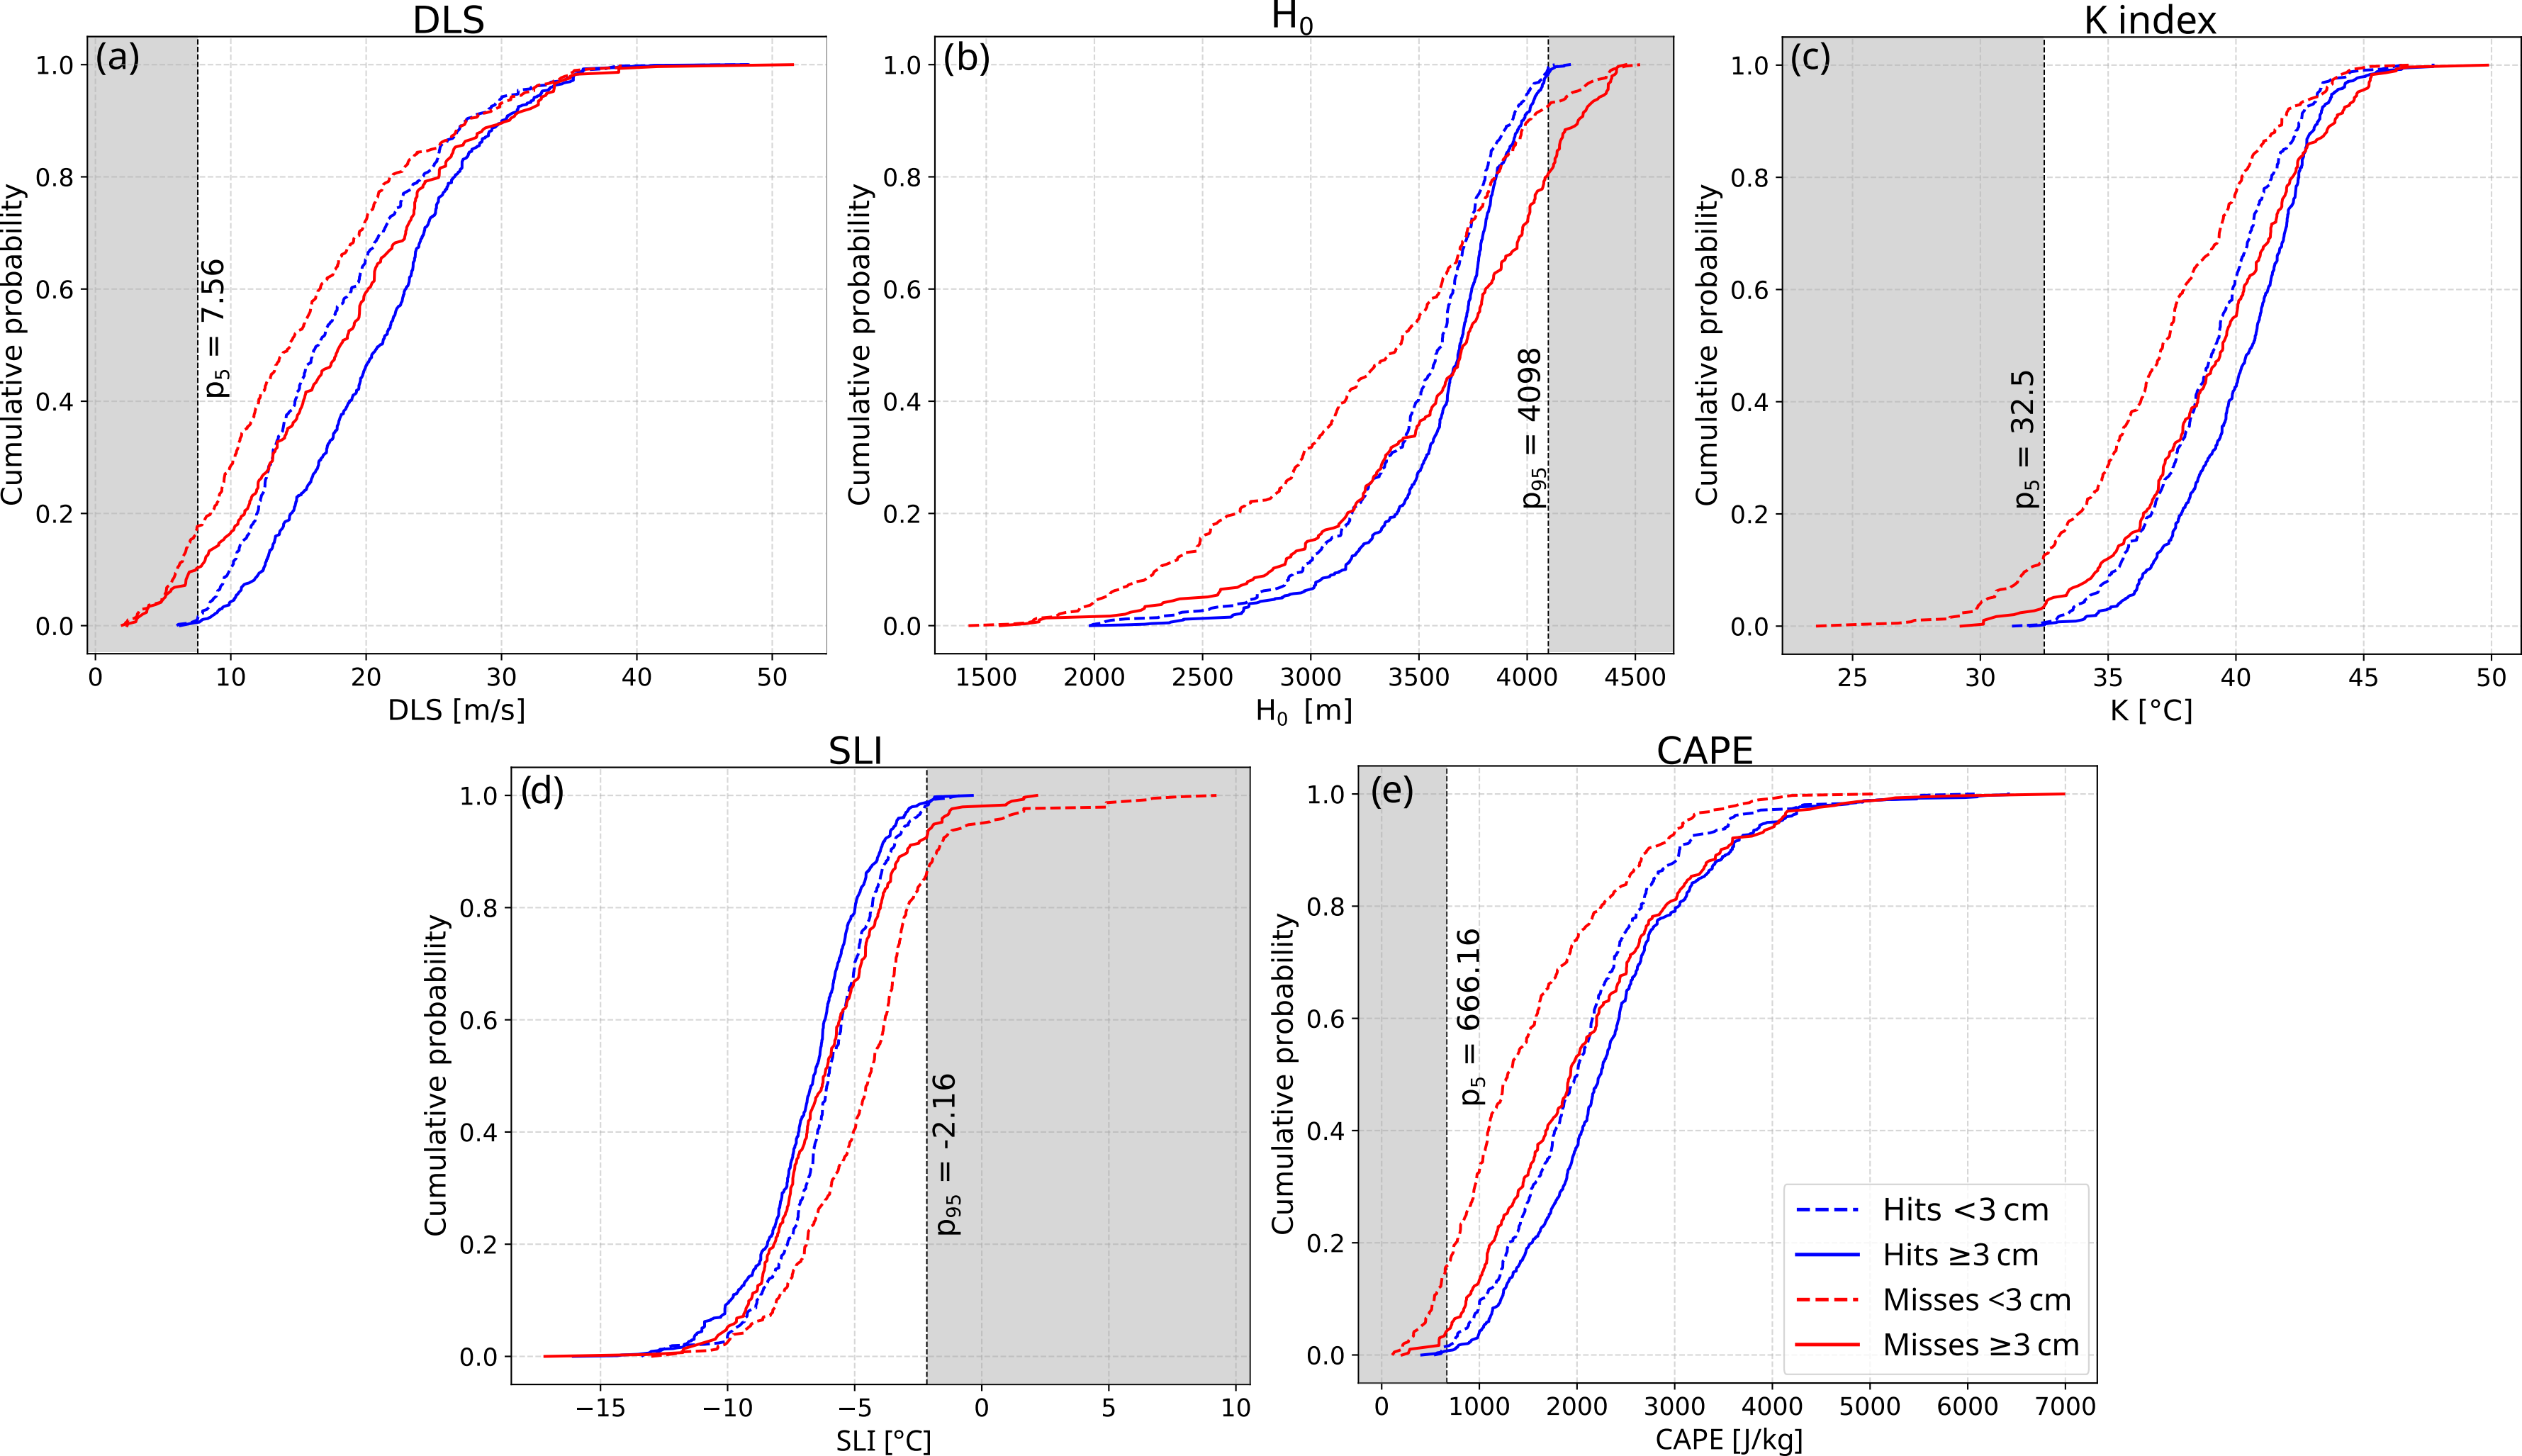 DLS
(a)
1.0
0.8
0.6
0.4
0.2
0.0
Cumulative probability
p5 = 7.56
0 10 20 30 40 50
DLS [m/s]
H0
(b)
1.0
0.8
0.6
0.4
0.2
0.0
Cumulative probability
p95 = 4098
1500 2000 2500 3000 3500 4000 4500
H0 [m]
K index
(c)
1.0
0.8
0.6
0.4
0.2
0.0
Cumulative probability
p5 = 32.5
25 30 35 40 45 50
K [°C]
SLI
(d)
1.0
0.8
0.6
0.4
0.2
0.0
Cumulative probability
p95 = -2.16
−15 −10 −5 0 5 10
SLI [°C]
CAPE
(e)
1.0
0.8
0.6
0.4
0.2
0.0
Cumulative probability
p5 = 666.16
Hits <3 cm
Hits ≥3 cm
Misses <3 cm
Misses ≥3 cm
0 1000 2000 3000 4000 5000 6000 7000
CAPE [J/kg]